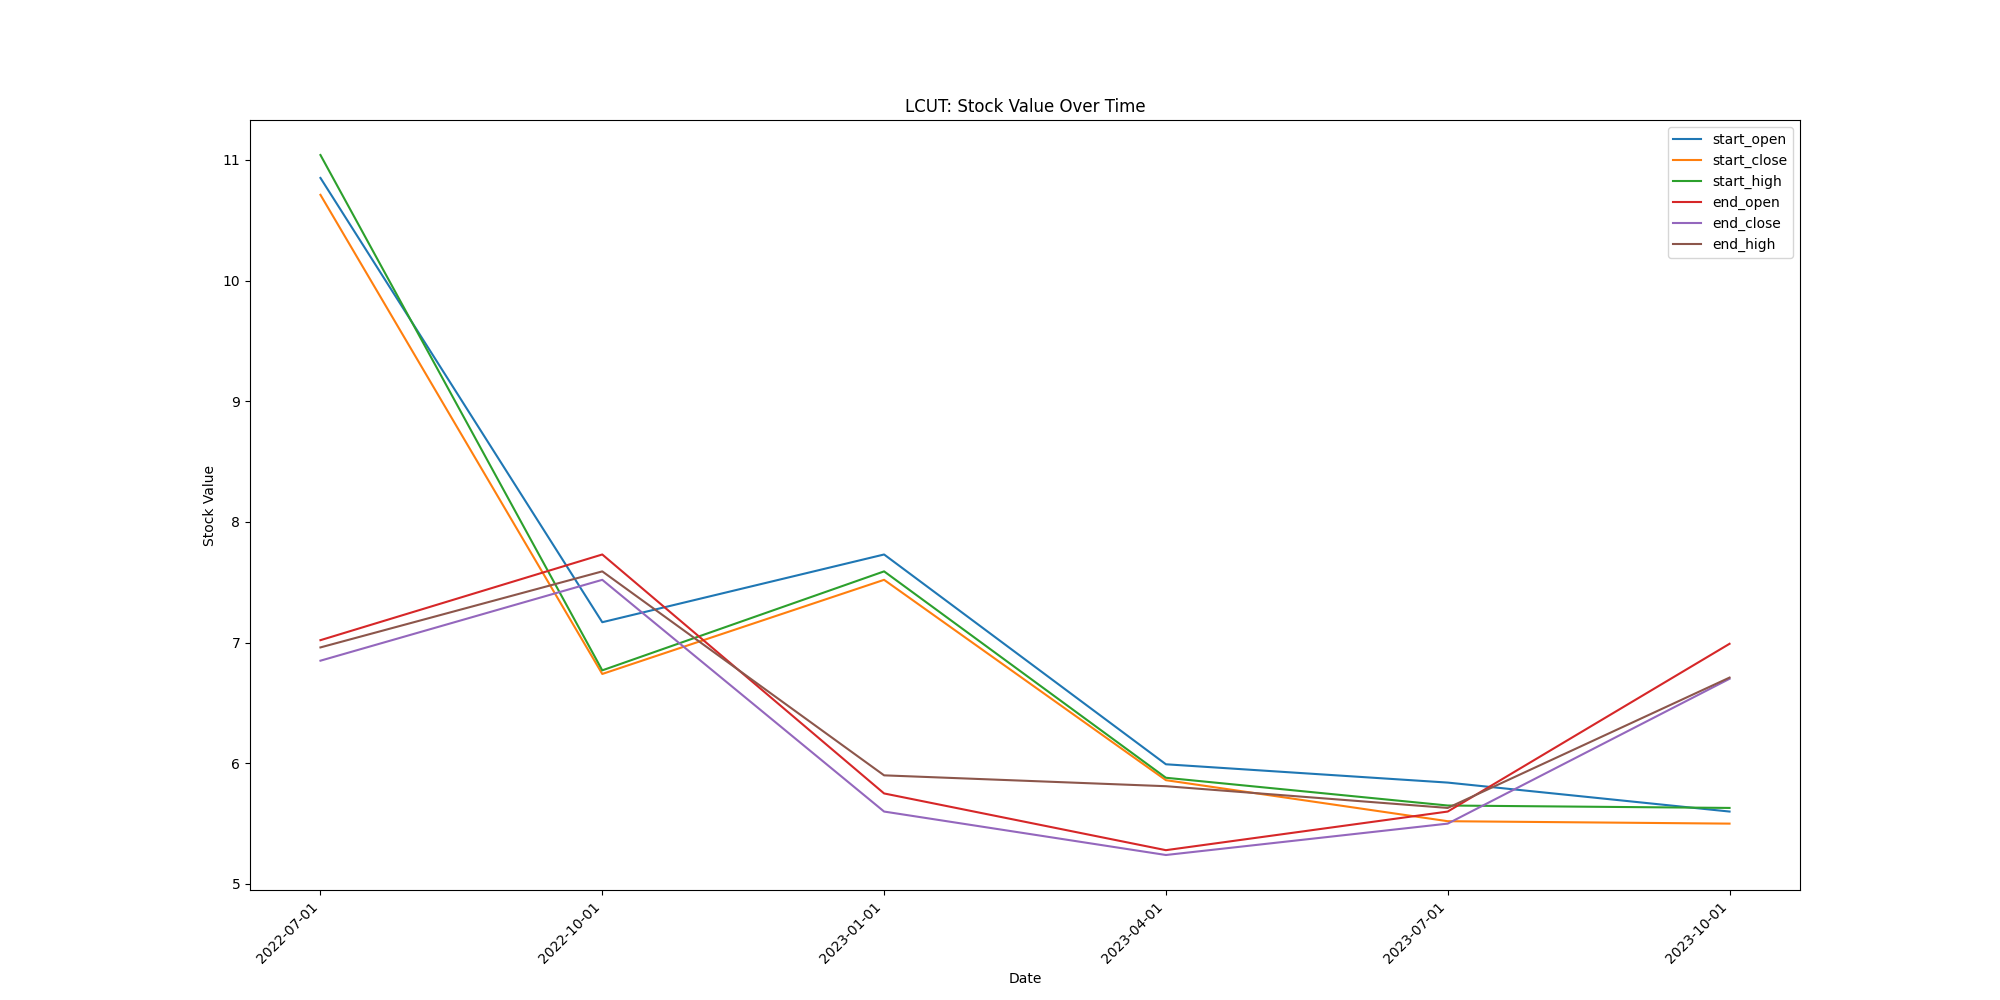 LCUT: Stock Value Over Time
start_open
start_close
start_high
end_open
end_close
end_high
Stock Value
11
10
9
8
7
6
5
2022-07-01
2022-10-01
2023-01-01
2023-04-01
2023-07-01
2023-10-01
Date